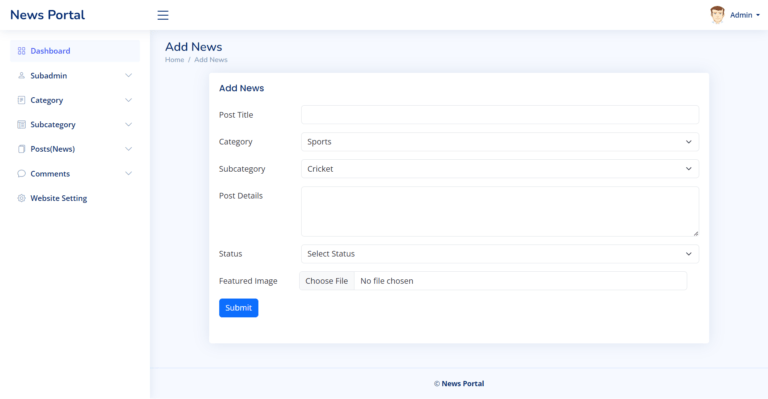 News Portal
Admin
Dashboard
Subadmin
Category
Subcategory
Posts(News)
Comments
Website Setting
Add News
Home / Add News
Add News
Post Title
Category Sports
Subcategory Cricket
Post Details
Status Select Status
Featured Image Choose File No file chosen
Submit
© News Portal